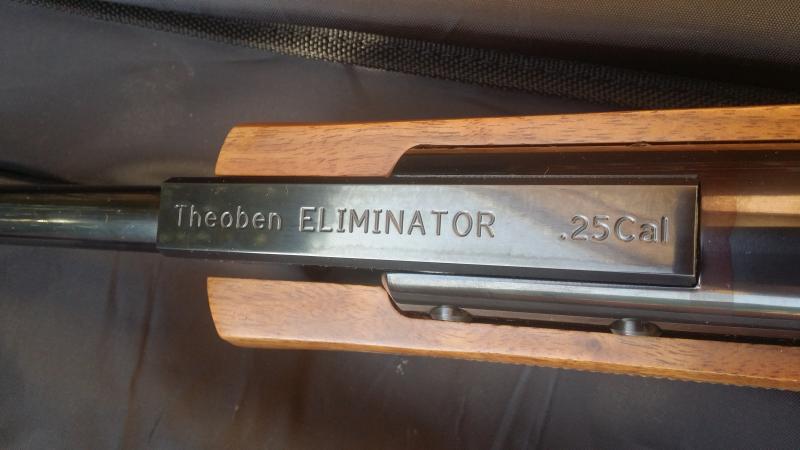 Theoben ELIMINATOR .25Cal